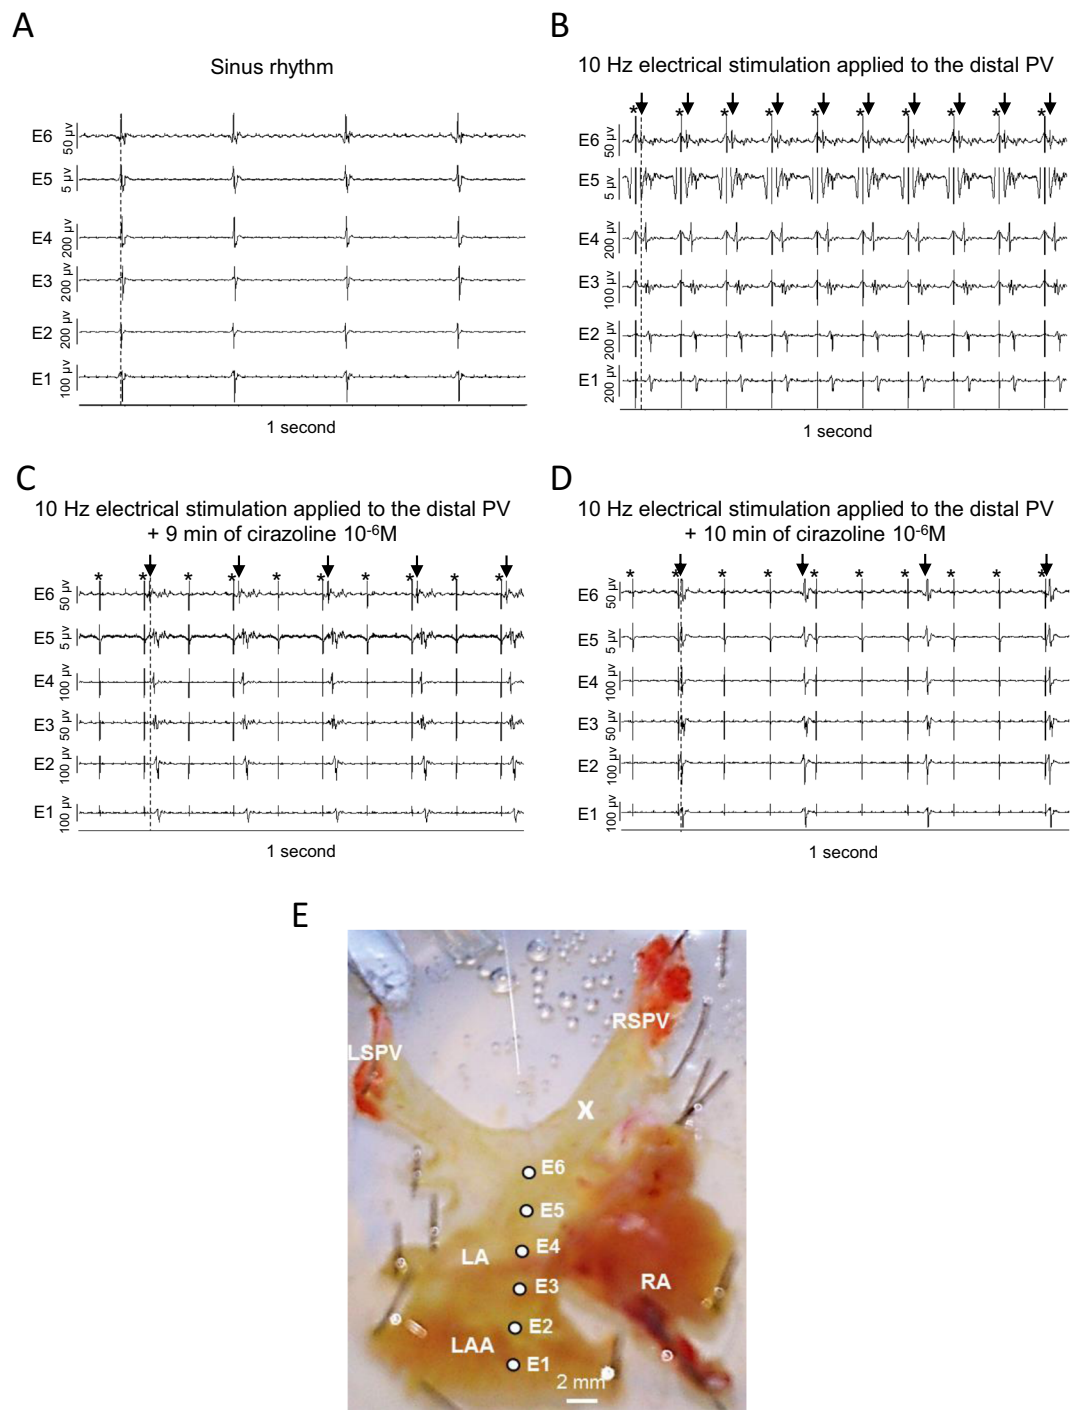 A
Sinus rhythm
E6
50 µv
E5
5 µv
E4
200 µv
E3
200 µv
E2
200 µv
E1
100 µv
1 second
B
10 Hz electrical stimulation applied to the distal PV
* * * * * * * * * *
E6
50 µv
E5
5 µv
E4
200 µv
E3
100 µv
E2
200 µv
E1
200 µv
1 second
C
10 Hz electrical stimulation applied to the distal PV
+ 9 min of cirazoline 10⁻⁶M
* * * * * * * * * *
E6
50 µv
E5
5 µv
E4
100 µv
E3
50 µv
E2
100 µv
E1
100 µv
1 second
D
10 Hz electrical stimulation applied to the distal PV
+ 10 min of cirazoline 10⁻⁶M
* * * * * * * * * *
E6
50 µv
E5
5 µv
E4
100 µv
E3
50 µv
E2
100 µv
E1
100 µv
1 second
E
RSPV
LSPV
X
E6
E5
E4
LA
E3
RA
E2
LAA
E1
2 mm